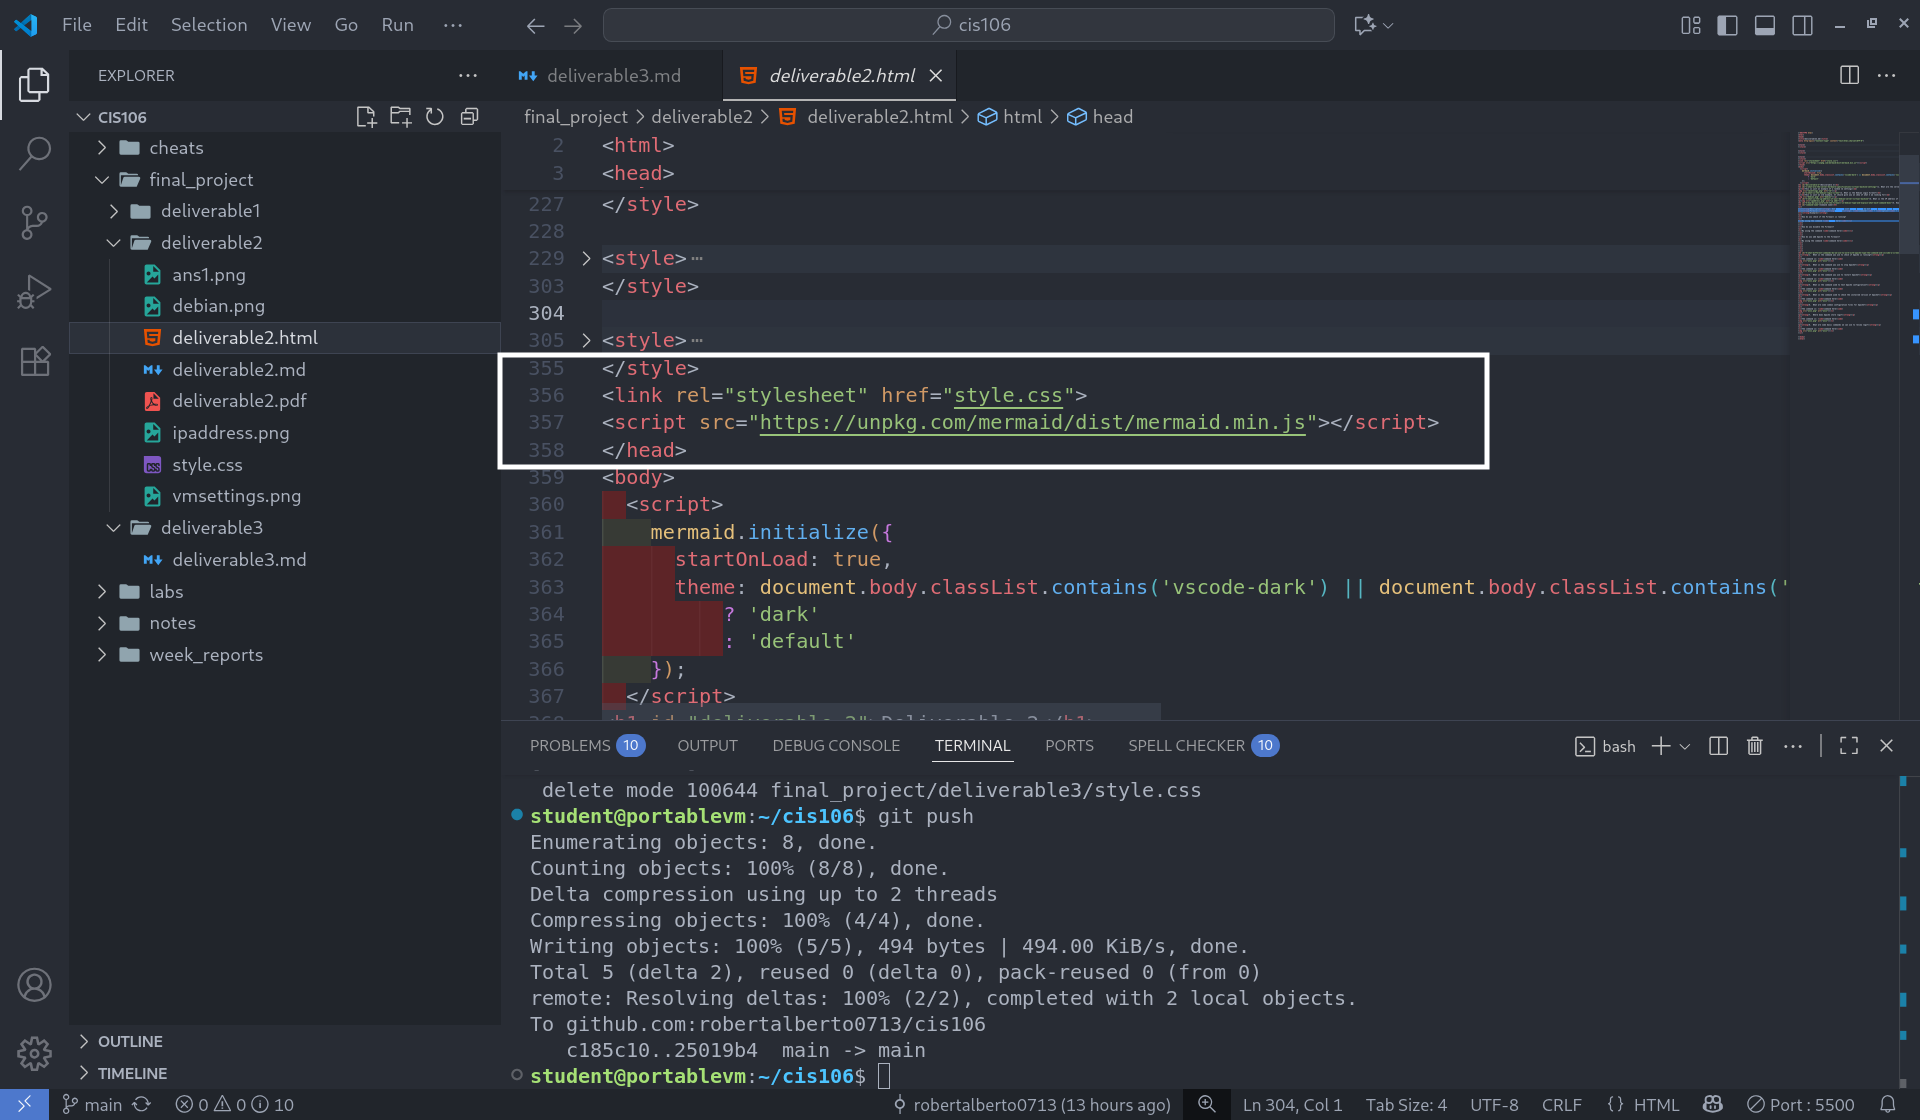 File Edit Selection View Go Run ··· cis106
EXPLORER ···
deliverable3.md deliverable2.html
CIS106
final_project > deliverable2 > deliverable2.html > html > head
cheats
final_project
deliverable1
deliverable2
ans1.png
debian.png
deliverable2.html
deliverable2.md
deliverable2.pdf
ipaddress.png
style.css
vmsettings.png
deliverable3
deliverable3.md
labs
notes
week_reports
OUTLINE
TIMELINE
2 <html>
3 <head>
227 </style>
228
229 <style>···
303 </style>
304
305 <style>···
355 </style>
356 <link rel="stylesheet" href="style.css">
357 <script src="https://unpkg.com/mermaid/dist/mermaid.min.js"></script>
358 </head>
359 <body>
360 <script>
361 mermaid.initialize({
362 startOnLoad: true,
363 theme: document.body.classList.contains('vscode-dark') || document.body.classList.contains('
364 ? 'dark'
365 : 'default'
366 });
367 </script>
PROBLEMS 10 OUTPUT DEBUG CONSOLE TERMINAL PORTS SPELL CHECKER 10 bash
delete mode 100644 final_project/deliverable3/style.css
student@portablevm:~/cis106$ git push
Enumerating objects: 8, done.
Counting objects: 100% (8/8), done.
Delta compression using up to 2 threads
Compressing objects: 100% (4/4), done.
Writing objects: 100% (5/5), 494 bytes | 494.00 KiB/s, done.
Total 5 (delta 2), reused 0 (delta 0), pack-reused 0 (from 0)
remote: Resolving deltas: 100% (2/2), completed with 2 local objects.
To github.com:robertalberto0713/cis106
c185c10..25019b4 main -> main
student@portablevm:~/cis106$
main 0 0 10 robertalberto0713 (13 hours ago) Ln 304, Col 1 Tab Size: 4 UTF-8 CRLF {} HTML Port : 5500